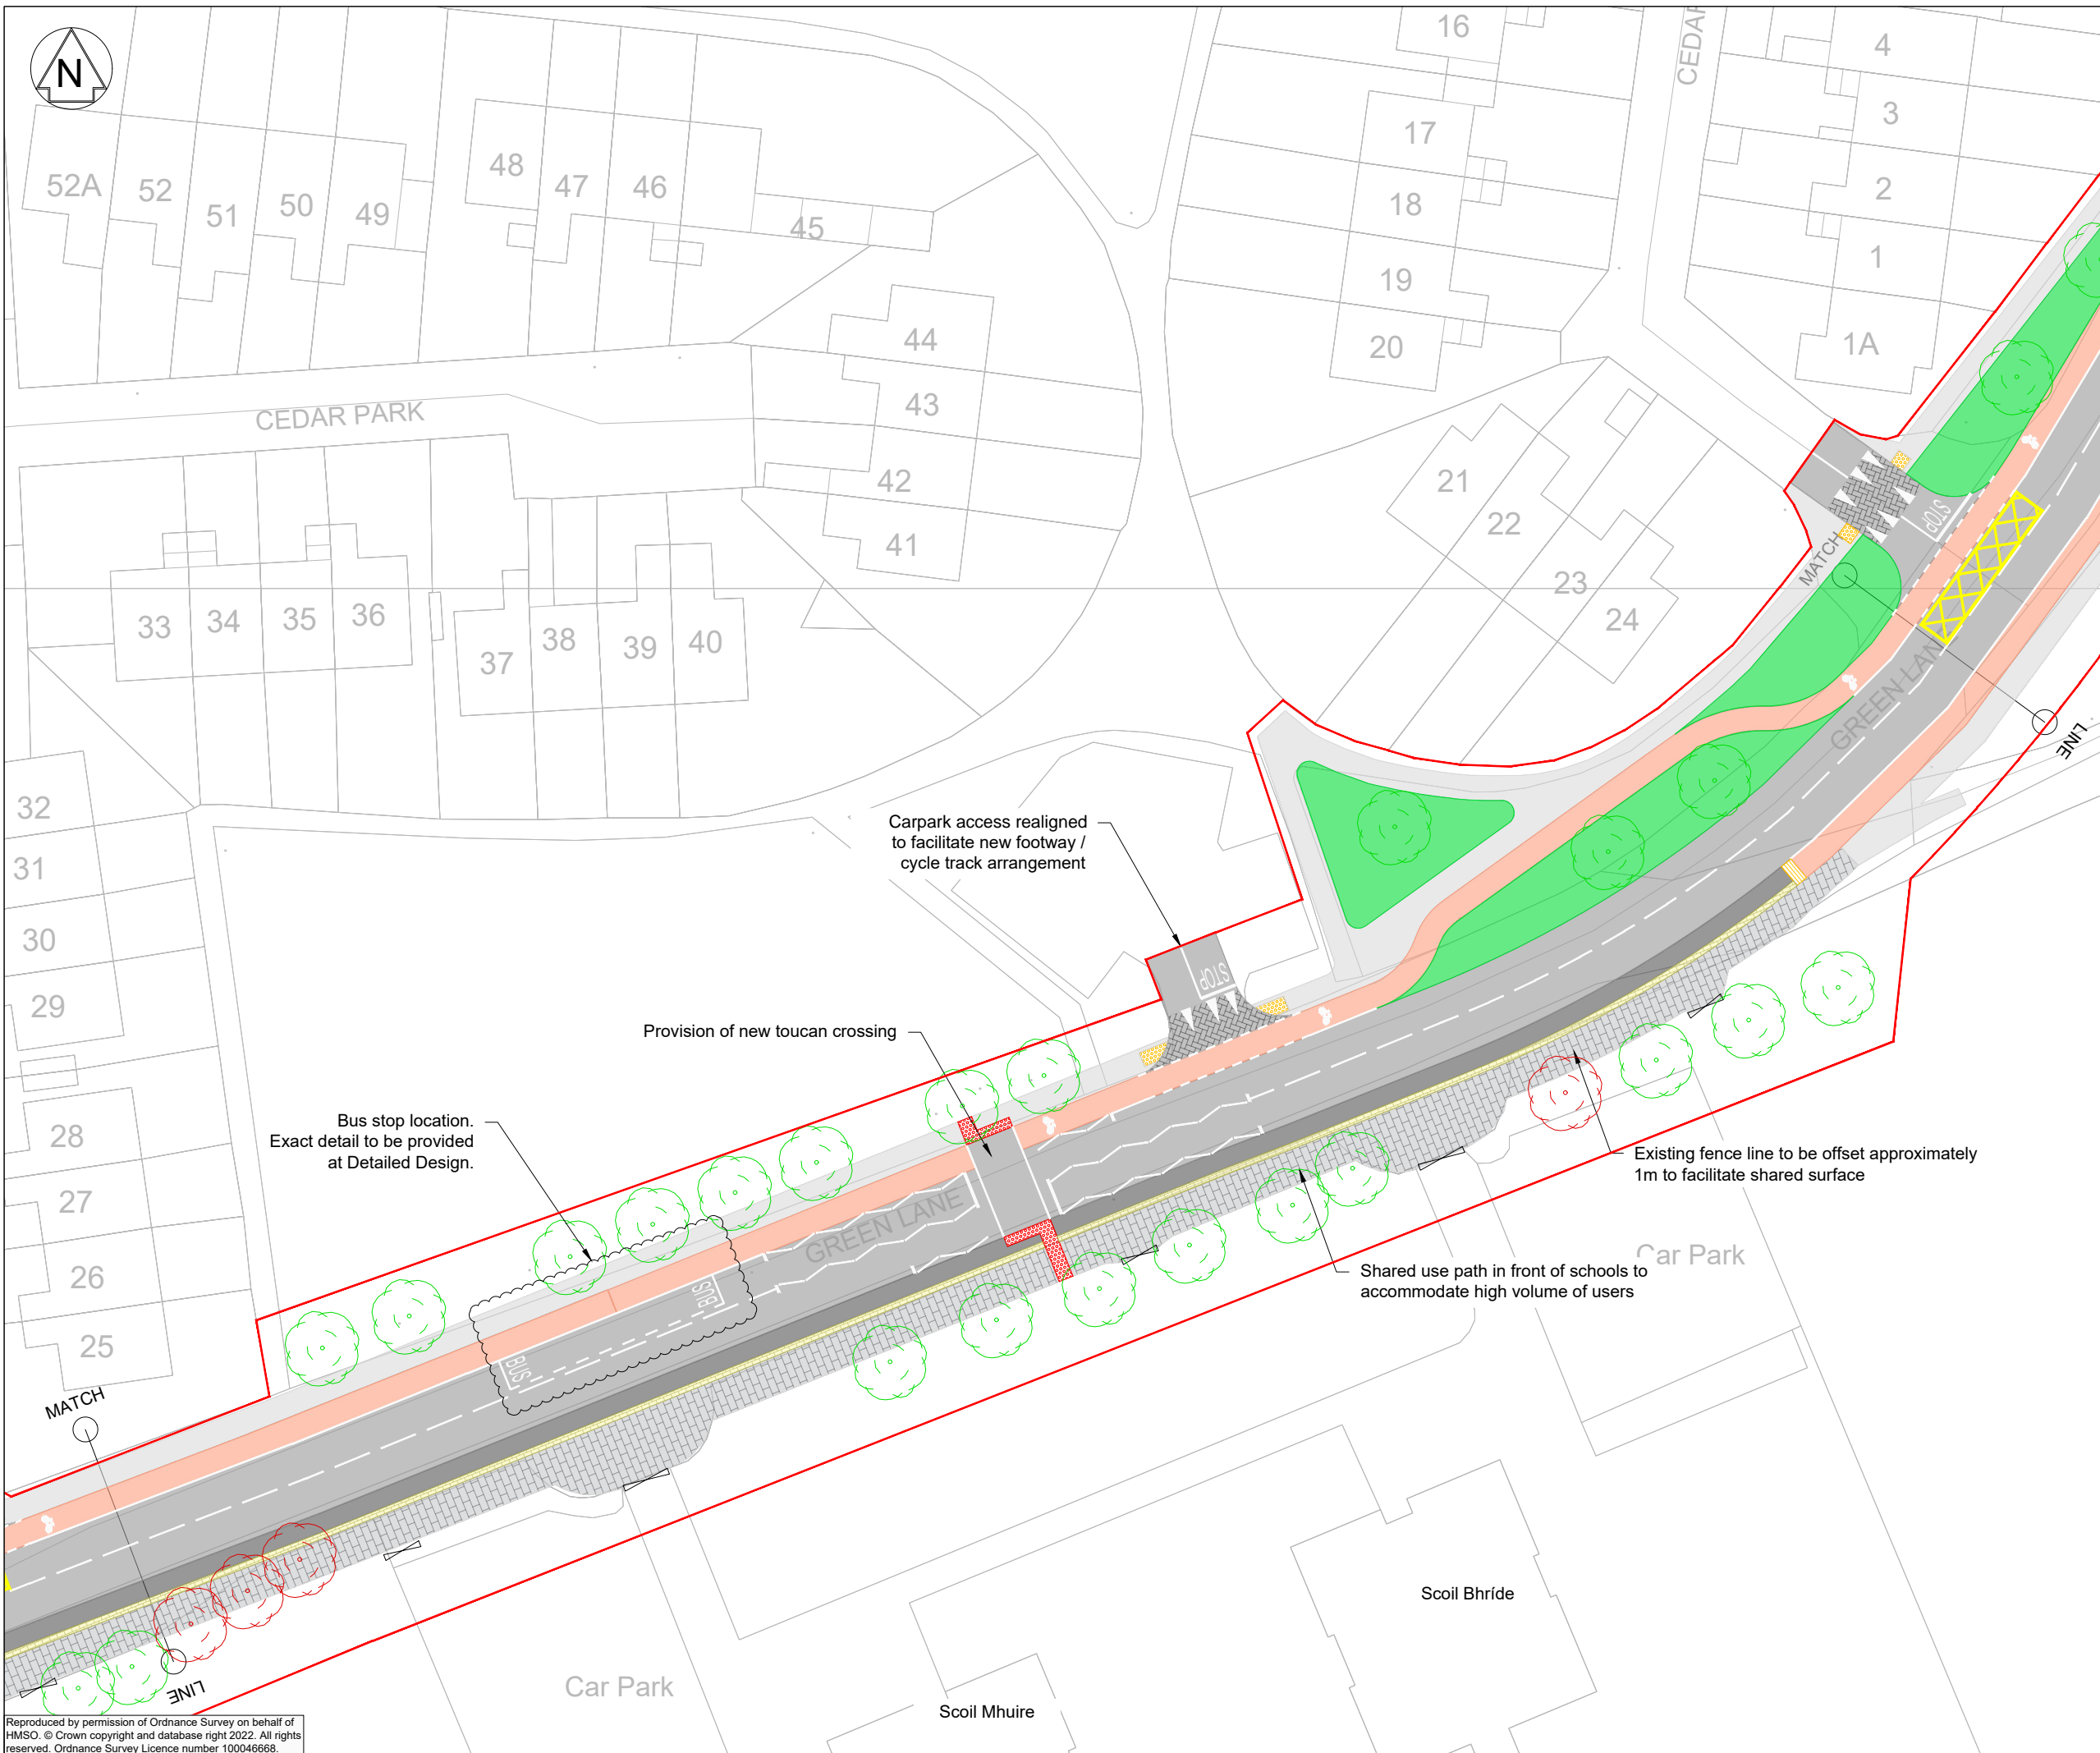 N
16
CEDAR
4
17
3
48
47
46
52A
52
51
50
49
45
18
2
19
1
44
20
1A
43
CEDAR PARK
42
21
41
22
STOP
MATCH
23
24
33
34
35
36
37
38
39
40
GREEN LAN
LINE
32
31
30
29
28
27
26
25
Carpark access realigned
to facilitate new footway /
cycle track arrangement
STOP
Provision of new toucan crossing
Bus stop location.
Exact detail to be provided
at Detailed Design.
GREEN LANE
BUS
BUS
Existing fence line to be offset approximately
1m to facilitate shared surface
Car Park
Shared use path in front of schools to
accommodate high volume of users
MATCH
LINE
Scoil Bhríde
Car Park
Scoil Mhuire
Reproduced by permission of Ordnance Survey on behalf of
HMSO. © Crown copyright and database right 2022. All rights
reserved. Ordnance Survey Licence number 100046668.